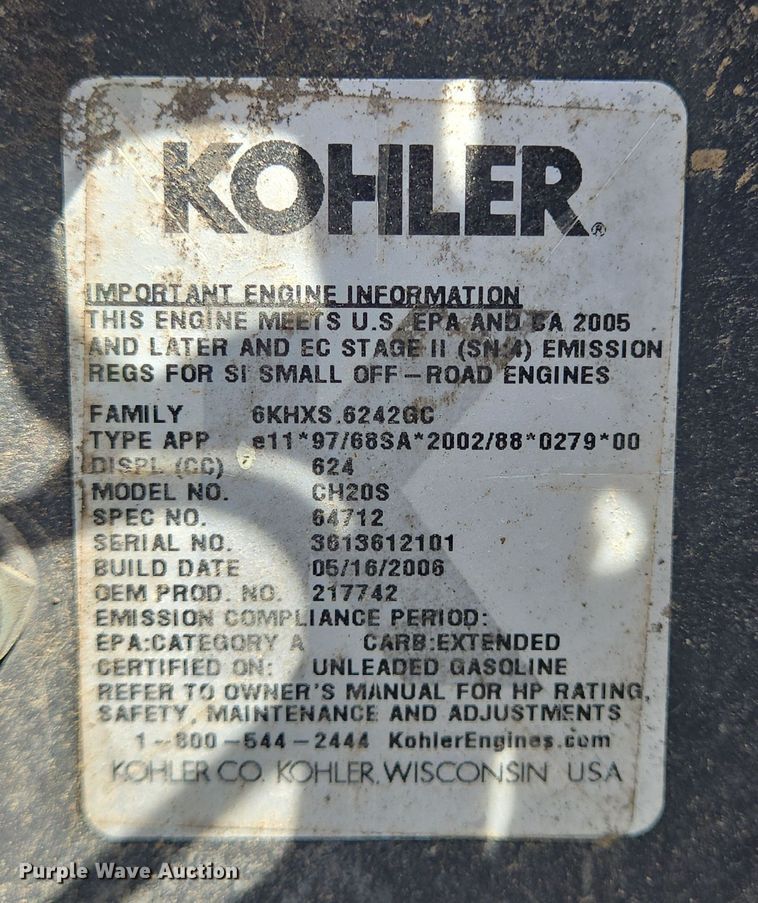 KOHLER®
IMPORTANT ENGINE INFORMATION
THIS ENGINE MEETS U.S. EPA AND CA 2005
AND LATER AND EC STAGE II (SN:4) EMISSION
REGS FOR SI SMALL OFF-ROAD ENGINES
FAMILY 6KHXS.6242GC
TYPE APP e11*97/68SA*2002/88*0279*00
DISPL (CC) 624
MODEL NO. CH20S
SPEC NO. 64712
SERIAL NO. 3613612101
BUILD DATE 05/16/2006
OEM PROD. NO. 217742
EMISSION COMPLIANCE PERIOD:
EPA:CATEGORY A CARB:EXTENDED
CERTIFIED ON: UNLEADED GASOLINE
REFER TO OWNER'S MANUAL FOR HP RATING,
SAFETY, MAINTENANCE AND ADJUSTMENTS
1-800-544-2444 KohlerEngines.com
KOHLER CO. KOHLER, WISCONSIN USA
Purple Wave Auction